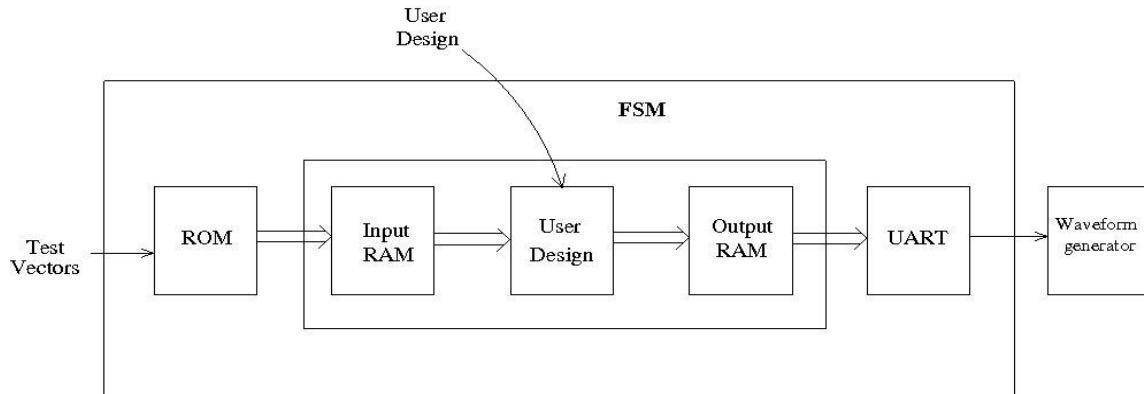 User
Design
FSM
Test
Vectors
ROM
Input
RAM
User
Design
Output
RAM
UART
Waveform
generator